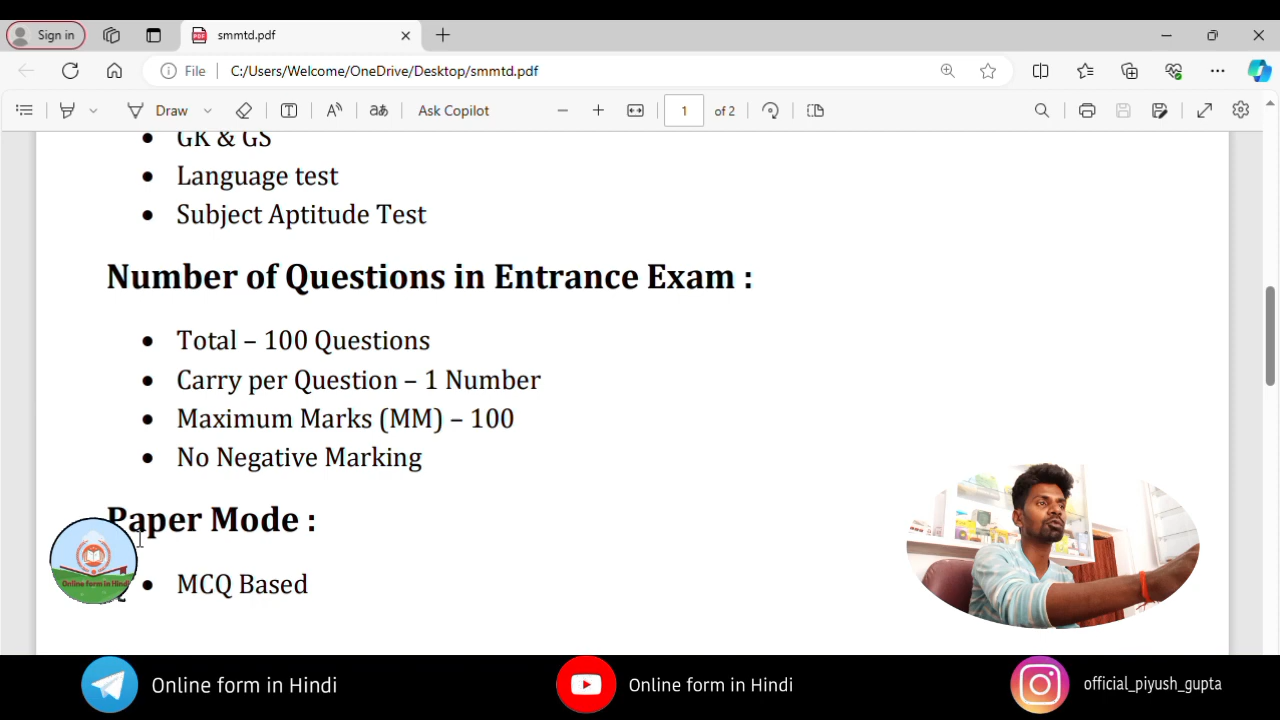 Sign in
smmtd.pdf
File
C:/Users/Welcome/OneDrive/Desktop/smmtd.pdf
Draw
Ask Copilot
1
of 2
• GK & GS
• Language test
• Subject Aptitude Test
Number of Questions in Entrance Exam :
• Total – 100 Questions
• Carry per Question – 1 Number
• Maximum Marks (MM) – 100
• No Negative Marking
Paper Mode :
Online form in Hindi
• MCQ Based
Online form in Hindi
Online form in Hindi
official_piyush_gupta